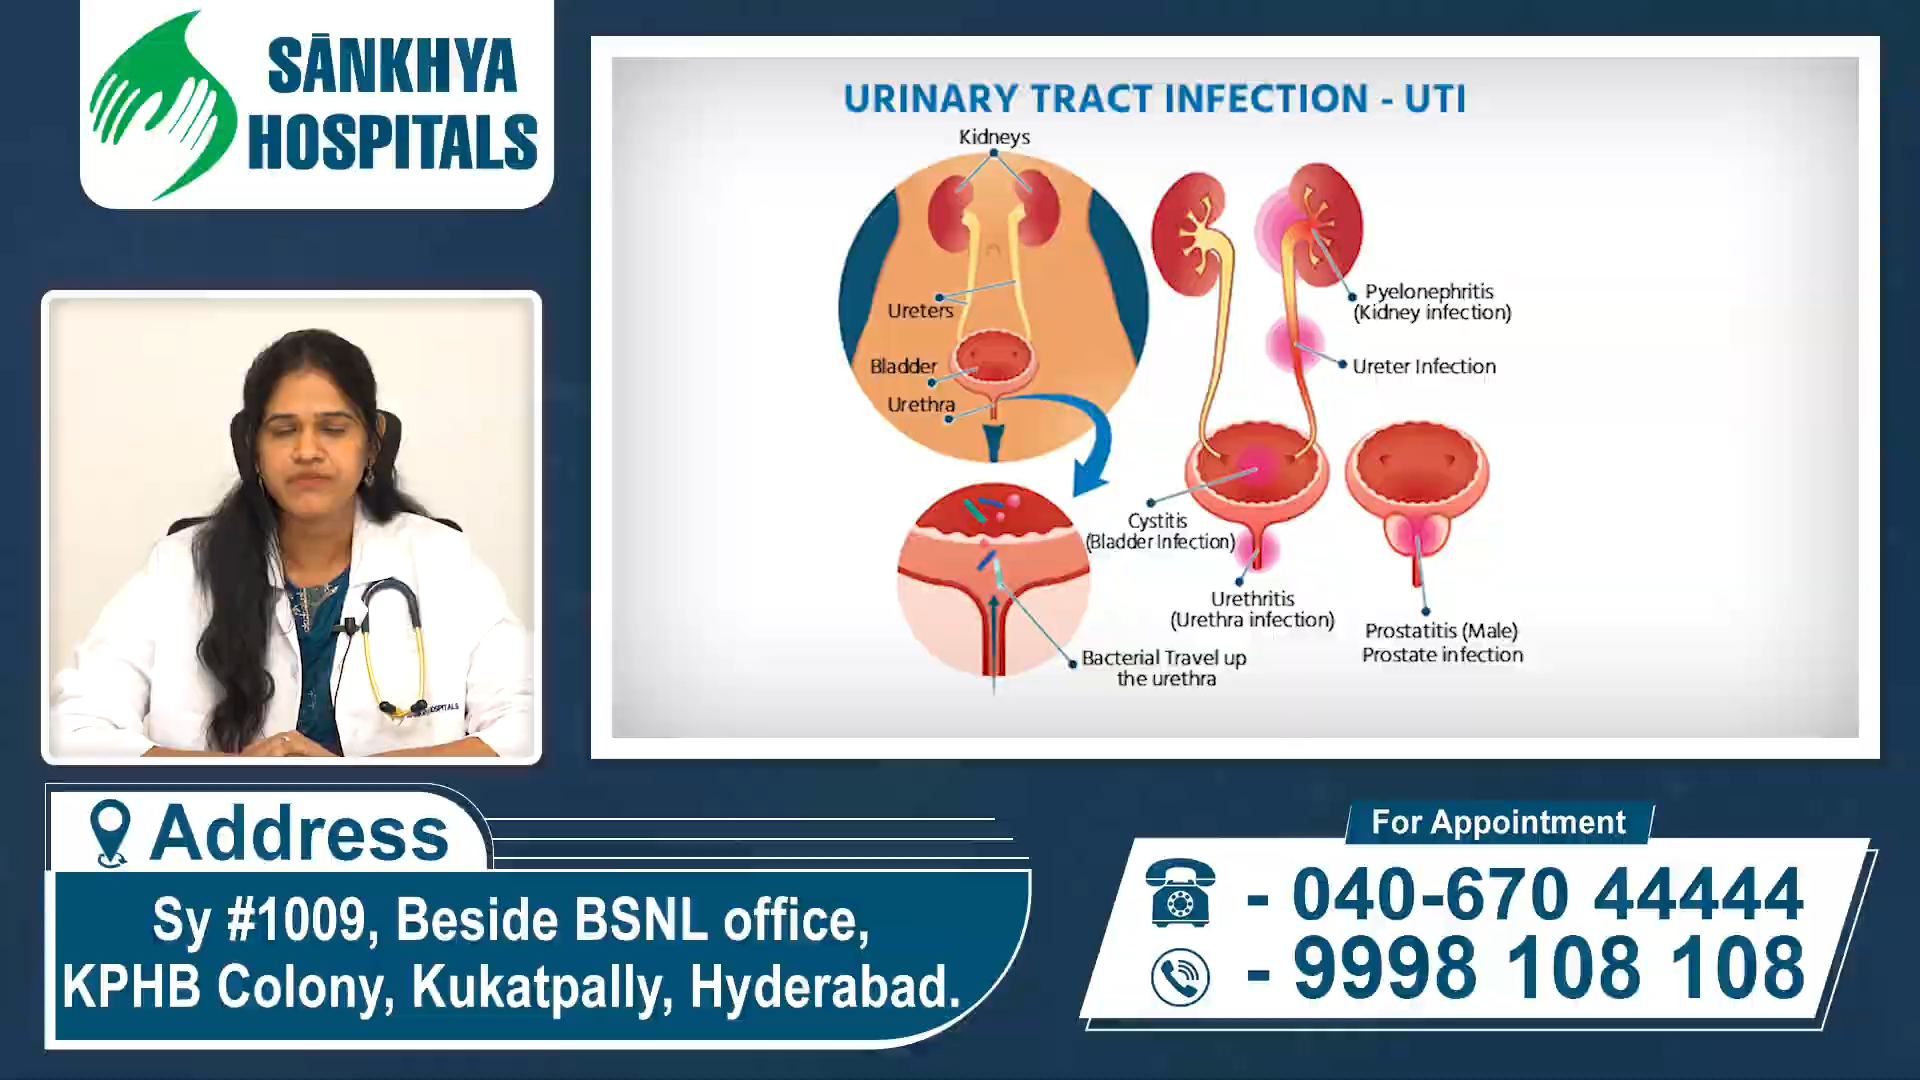 SĀNKHYA
HOSPITALS
URINARY TRACT INFECTION - UTI
Kidneys
Ureters
Bladder
Urethra
Pyelonephritis
(Kidney infection)
Ureter Infection
Cystitis
(Bladder Infection)
Urethritis
(Urethra infection)
Prostatitis (Male)
Prostate infection
Bacterial Travel up
the urethra
HOSPITALS
Address
Sy #1009, Beside BSNL office,
KPHB Colony, Kukatpally, Hyderabad.
For Appointment
- 040-670 44444
- 9998 108 108